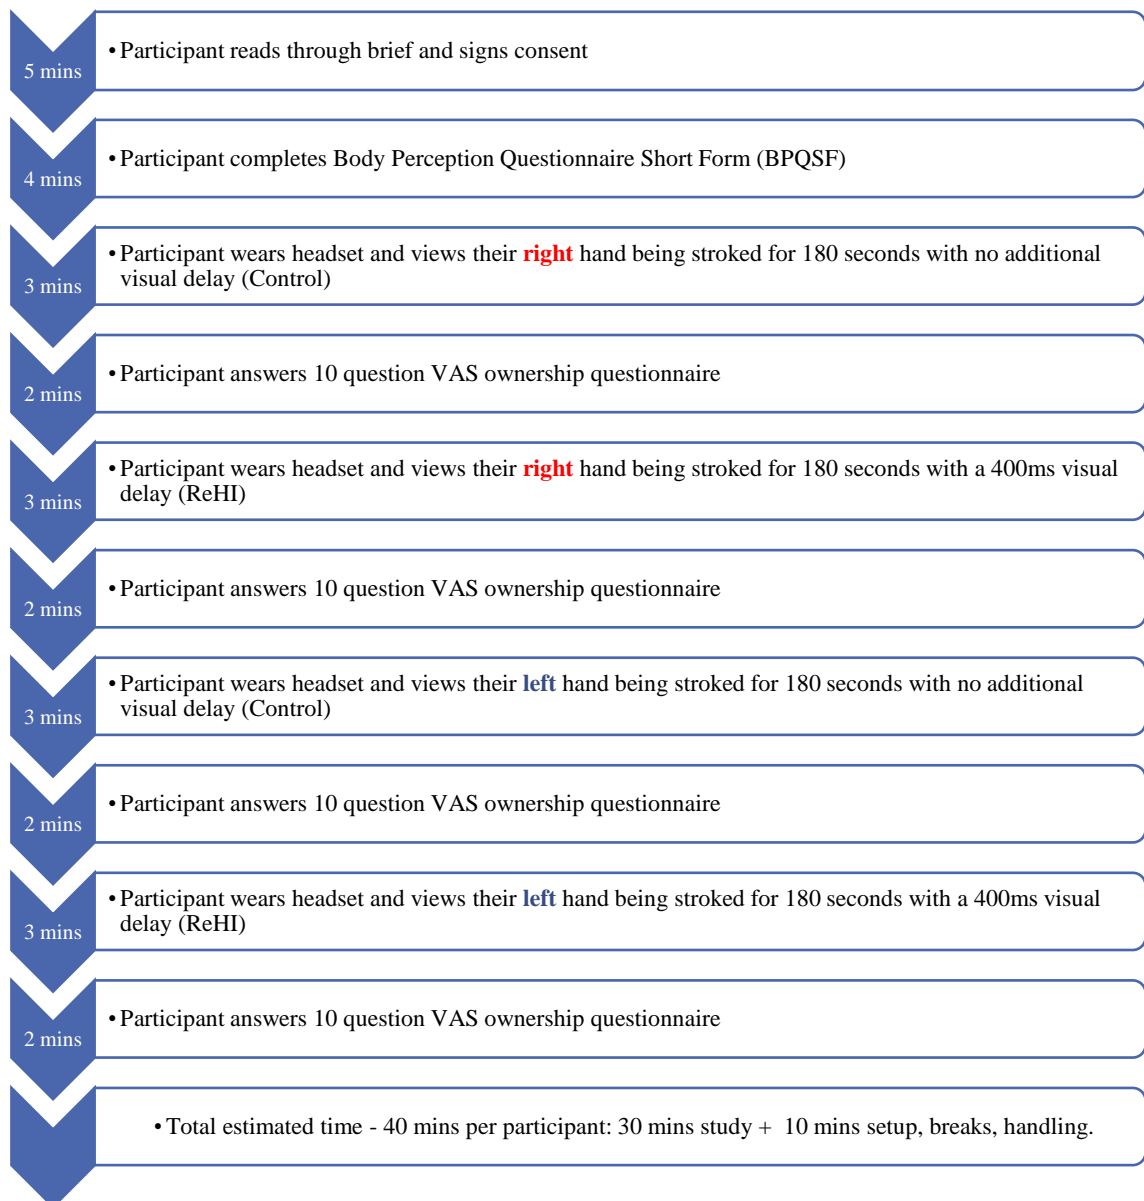 5 mins
• Participant reads through brief and signs consent
4 mins
• Participant completes Body Perception Questionnaire Short Form (BPQSF)
3 mins
• Participant wears headset and views their right hand being stroked for 180 seconds with no additional
visual delay (Control)
2 mins
• Participant answers 10 question VAS ownership questionnaire
3 mins
• Participant wears headset and views their right hand being stroked for 180 seconds with a 400ms visual
delay (ReHI)
2 mins
• Participant answers 10 question VAS ownership questionnaire
3 mins
• Participant wears headset and views their left hand being stroked for 180 seconds with no additional
visual delay (Control)
2 mins
• Participant answers 10 question VAS ownership questionnaire
3 mins
• Participant wears headset and views their left hand being stroked for 180 seconds with a 400ms visual
delay (ReHI)
2 mins
• Participant answers 10 question VAS ownership questionnaire
• Total estimated time - 40 mins per participant: 30 mins study + 10 mins setup, breaks, handling.